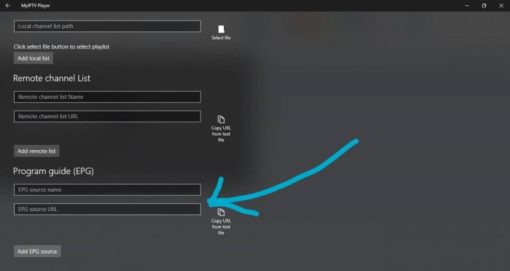 MyIPTV Player
Local channel list path
Select file
Click select file button to select playlist
Add local list
Remote channel List
Remote channel list Name
Remote channel list URL
Copy URL
from text
file
Add remote list
Program guide (EPG)
EPG source name
EPG source URL
Copy URL
from text
file
Add EPG source